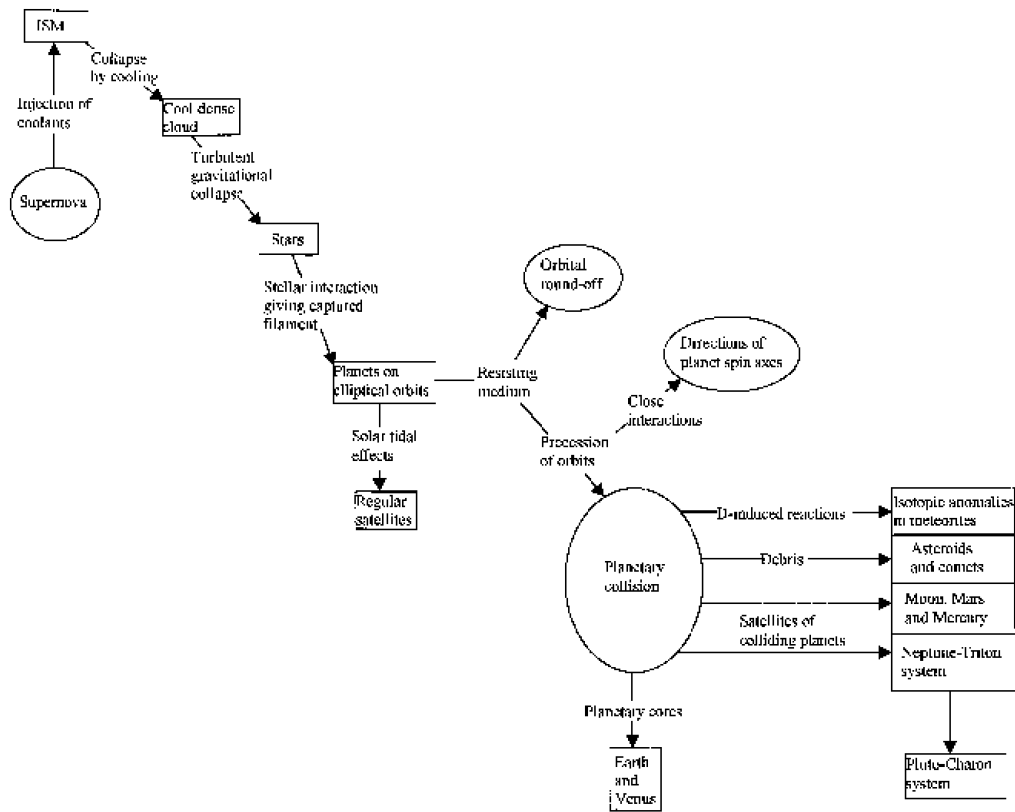 ISM
Collapse
by cooling
Injection of
coolants
Cool dense
cloud
Turbutent
gravitational
collapse
Supernova
Stars
Stellar interaction
giving captured
filament
Orbital
round-off
Directions of
planet spin axes
Planets on
elliptical orbits
Resisting
medium
Close
interactions
Solar tidal
effects
Precession
of orbits
Regular
satellites
Planetary
collision
D-induced reactions
Isotopic anomalies
in meteorites
Debris
Asteroids
and comets
Moon, Mars
and Mercury
Satellites of
colliding planets
Neptune-Triton
system
Planetary cores
Earth
and
Venus
Pluto-Charon
system